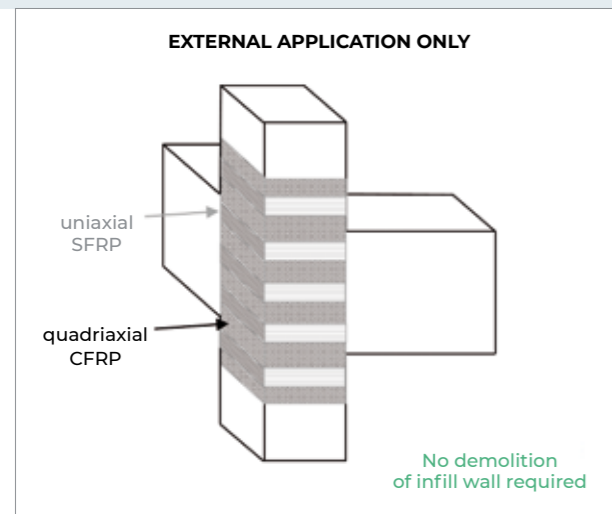 EXTERNAL APPLICATION ONLY
uniaxial
SFRP
quadriaxial
CFRP
No demolition
of infill wall required